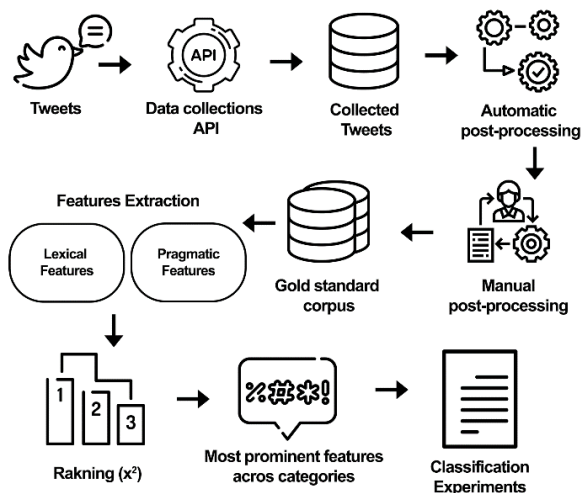 Tweets
API
Data collections
API
Collected
Tweets
Automatic
post-processing
Manual
post-processing
Gold standard
corpus
Features Extraction
Lexical
Features
Pragmatic
Features
1
2
3
Rakning (x²)
%#*!
Most prominent features
acros categories
Classification
Experiments